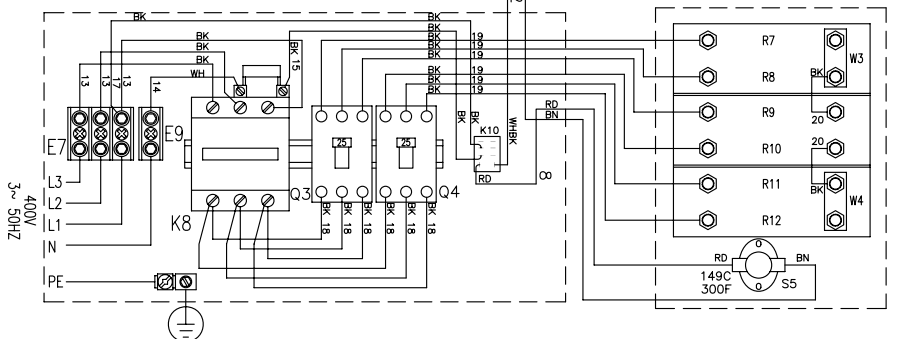 BK
BK
BK
WH
BK 15
13
13
17
13
14
E7
E9
L3
L2
L1
N
PE
400V
3~ 50HZ
K8
Q3
25
25
Q4
BK 18
BK 18
BK 18
BK 18
BK 18
BK 18
BK
BK
BK 19
BK 19
BK 19
BK 19
BK 19
BK 19
BK
BK
K10
WHBK
RD
RD
BN
8
R7
R8
R9
R10
R11
R12
W3
W4
BK
20
20
BK
RD
BN
149C
300F
S5